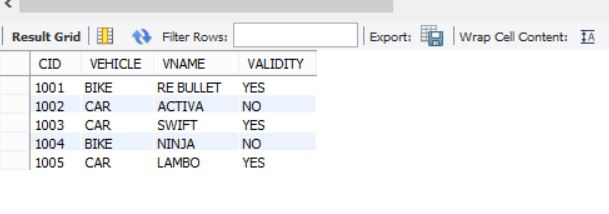 Result Grid Filter Rows: Export: Wrap Cell Content:
CID VEHICLE VNAME VALIDITY
1001 BIKE RE BULLET YES
1002 CAR ACTIVA NO
1003 CAR SWIFT YES
1004 BIKE NINJA NO
1005 CAR LAMBO YES